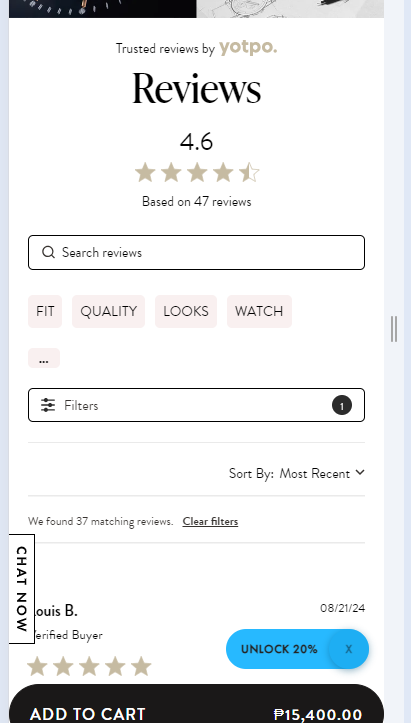 Trusted reviews by yotpo.
Reviews
4.6
Based on 47 reviews
Search reviews
FIT QUALITY LOOKS WATCH
...
Filters 1
Sort By: Most Recent
We found 37 matching reviews. Clear filters
CHAT NOW
ouis B. 08/21/24
erified Buyer
UNLOCK 20% X
ADD TO CART ₱15,400.00